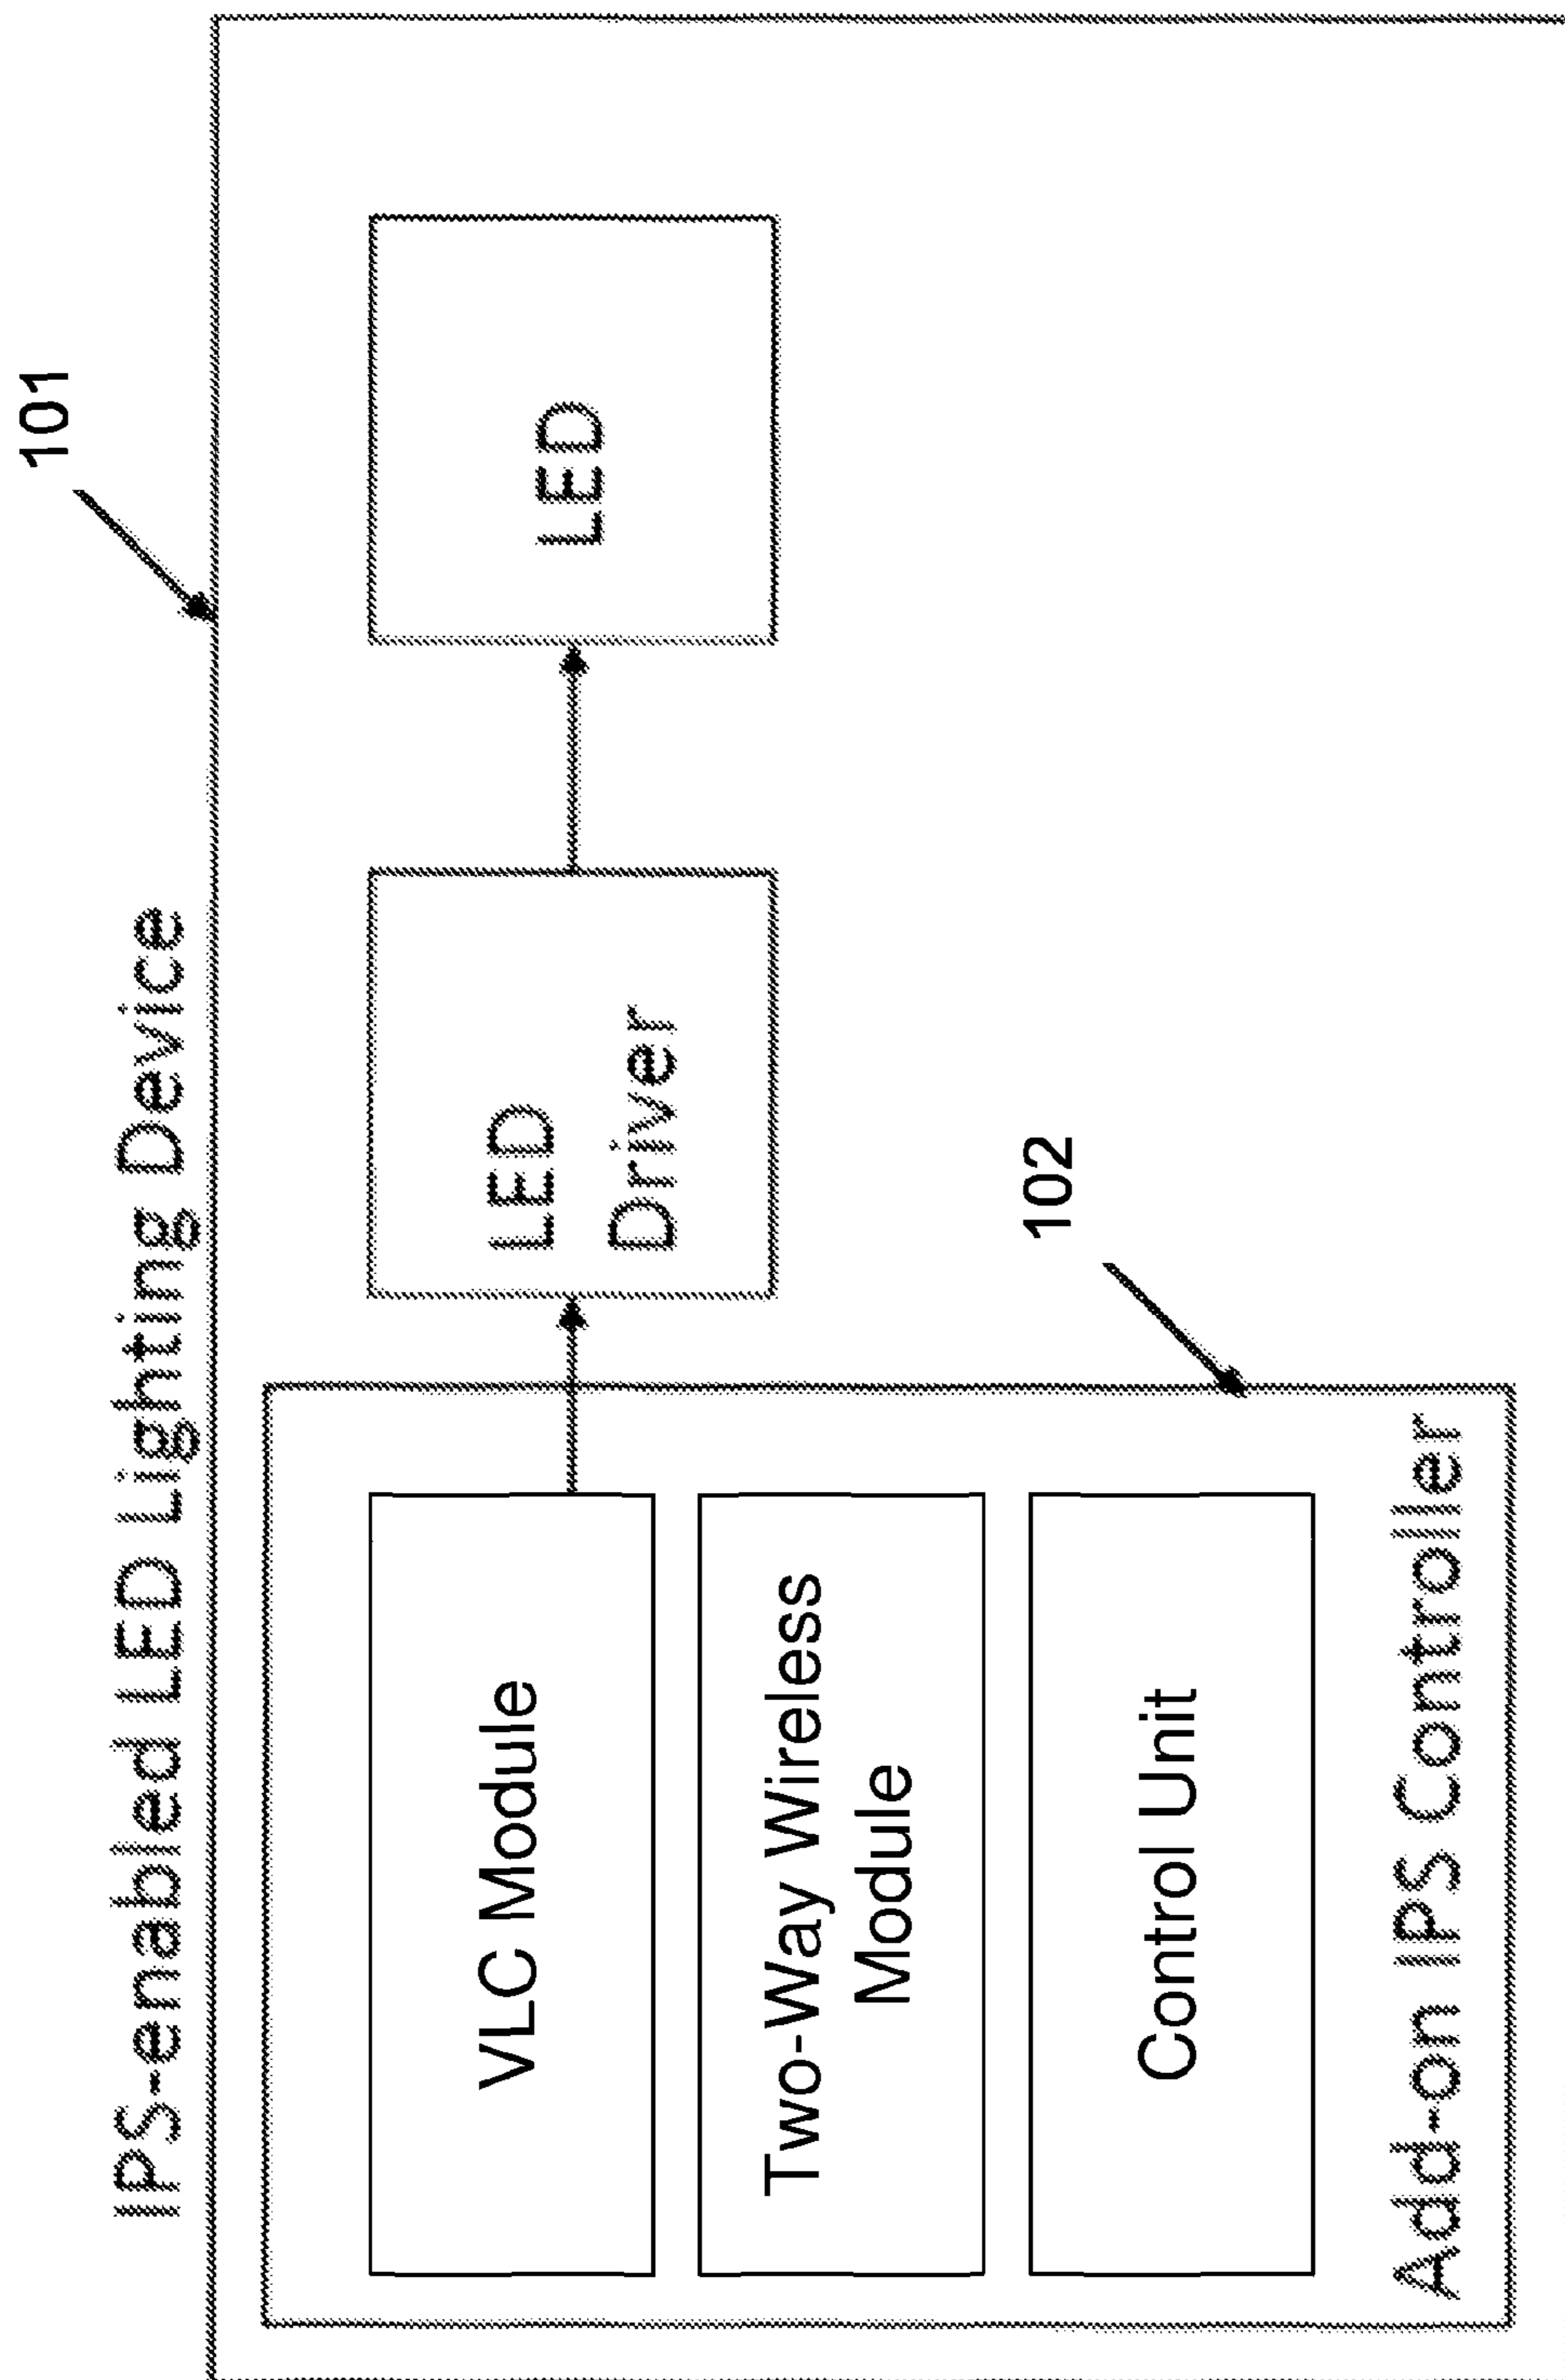 IPS-enabled LED Lighting Device
101
VLC Module
Two-Way Wireless
Module
Control Unit
Add-on IPS Controller
102
LED
Driver
LED